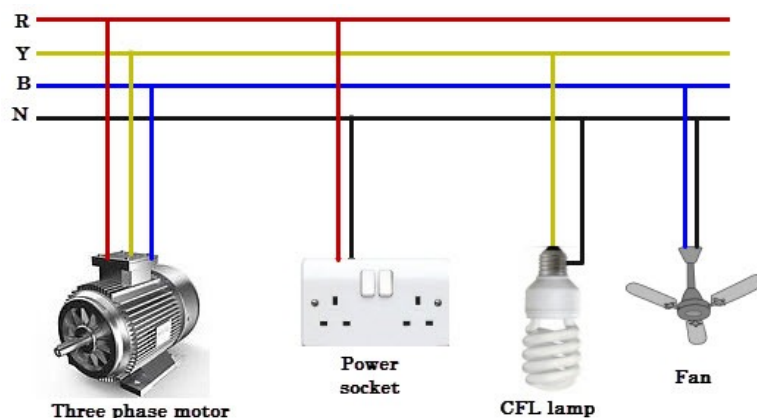 R
Y
B
N
Three phase motor
Power
socket
CFL lamp
Fan